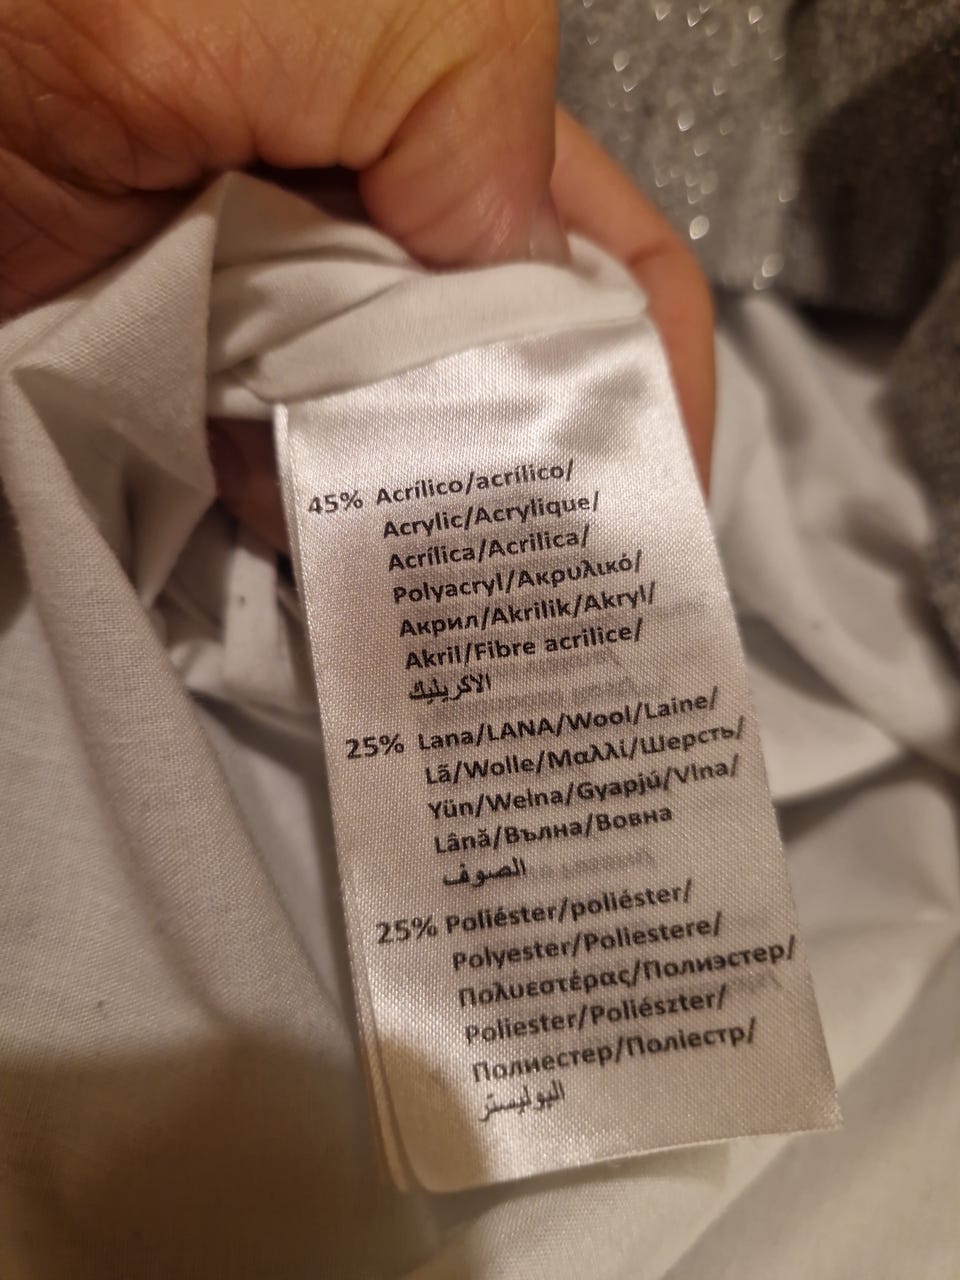 45% Acrílico/acrílico/
Acrylic/Acrylique/
Acrílica/Acrilica/
Polyacryl/Ακρυλικό/
Акрил/Akrilik/Akryl/
Akril/Fibre acrilice/
الاكريليك
25% Lana/LANA/Wool/Laine/
Lã/Wolle/Μαλλί/Шерсть/
Yün/Wełna/Gyapjú/Vlna/
Lână/Вълна/Вовна
الصوف
25% Poliéster/poliéster/
Polyester/Poliestere/
Πολυεστέρας/Полиэстер/
Poliester/Poliészter/
Полиестер/Поліестр/
البوليستر